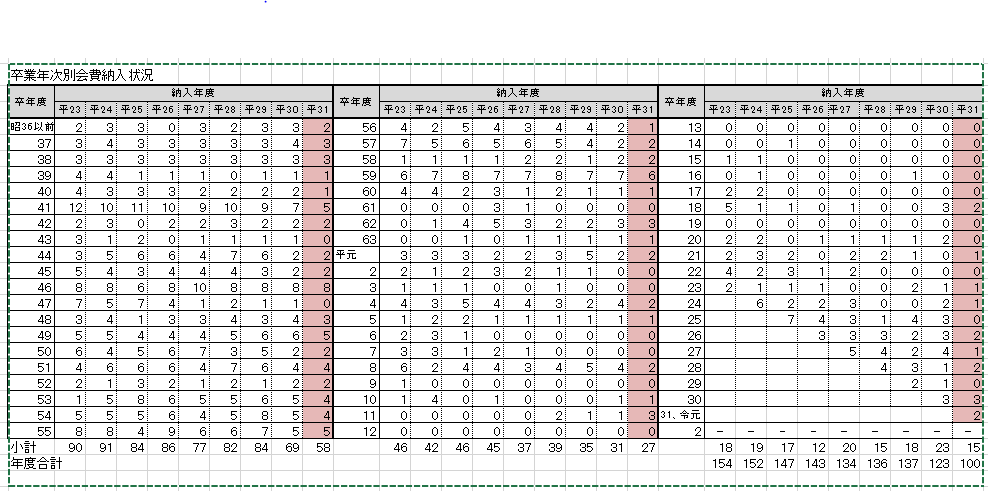 卒業年次別会費納入状況
卒年度 納入年度 卒年度 納入年度 卒年度 納入年度
平23 平24 平25 平26 平27 平28 平29 平30 平31 平23 平42 平25 平26 平27 平28 平29 平30 平31 平23 平24 平25 平26 平27 平28 平29 平30 平31
昭36以前 2 3 3 0 3 2 3 3 2 56 4 2 5 4 3 4 4 2 1 13 0 0 0 0 0 0 0 0 0
37 3 4 3 3 3 3 3 4 3 57 7 5 6 5 6 5 4 2 2 14 0 0 1 0 0 0 0 0 0
38 3 3 3 3 3 3 3 3 3 58 1 1 1 1 2 2 1 2 2 15 1 1 0 0 0 0 0 0 0
39 4 4 1 1 1 0 1 1 1 59 6 7 8 7 7 8 7 7 6 16 0 1 0 0 0 0 1 0 0
40 4 3 3 3 2 2 2 2 1 60 4 4 2 3 1 2 1 1 1 17 2 2 0 0 0 0 0 0 0
41 12 10 11 10 9 10 9 7 5 61 0 0 0 3 1 0 0 0 0 18 5 1 1 0 1 0 0 3 2
42 2 3 0 2 2 3 2 2 2 62 0 1 4 5 3 2 2 3 3 19 0 0 0 0 0 0 0 0 0
43 3 1 2 0 1 1 1 1 0 63 0 0 1 0 1 1 1 1 1 20 2 2 0 1 1 1 1 2 0
44 3 5 6 6 4 7 6 2 2 平元 3 3 3 2 2 3 5 2 2 21 2 3 2 0 2 2 1 0 1
45 5 4 3 4 4 4 3 2 2 2 2 1 2 3 2 1 1 0 0 22 4 2 3 1 2 0 0 0 0
46 8 8 6 8 10 8 8 8 8 3 1 1 1 0 0 1 0 0 0 23 2 1 1 1 0 0 2 1 1
47 7 5 7 4 1 2 1 1 0 4 4 3 5 4 4 3 2 4 2 24 6 2 2 3 0 0 2 1
48 3 4 1 3 3 4 3 4 3 5 1 2 2 1 1 1 1 1 1 25 7 4 3 1 4 3 0
49 5 5 4 4 4 5 6 6 5 6 2 3 1 0 0 0 0 0 0 26 3 3 3 2 3 2
50 6 4 5 6 7 3 5 2 2 7 3 3 1 2 1 0 0 0 0 27 5 4 2 4 1
51 4 6 6 6 4 7 6 4 4 8 6 2 4 4 3 4 5 4 2 28 4 3 1 2
52 2 1 3 2 1 2 1 2 2 9 1 0 0 0 0 0 0 0 0 29 2 1 0
53 1 5 8 6 5 5 6 5 4 10 1 4 0 1 0 0 0 1 1 30 3 3
54 5 5 5 6 4 5 8 5 4 11 0 0 0 0 0 2 1 1 3 31、令元 2
55 8 8 4 9 6 6 7 5 5 12 0 0 0 0 0 0 0 0 0 2 － － － － － － － － －
小計 90 91 84 86 77 82 84 69 58 46 42 46 45 37 39 35 31 27 18 19 17 12 20 15 18 23 15
年度合計 154 152 147 143 134 136 137 123 100